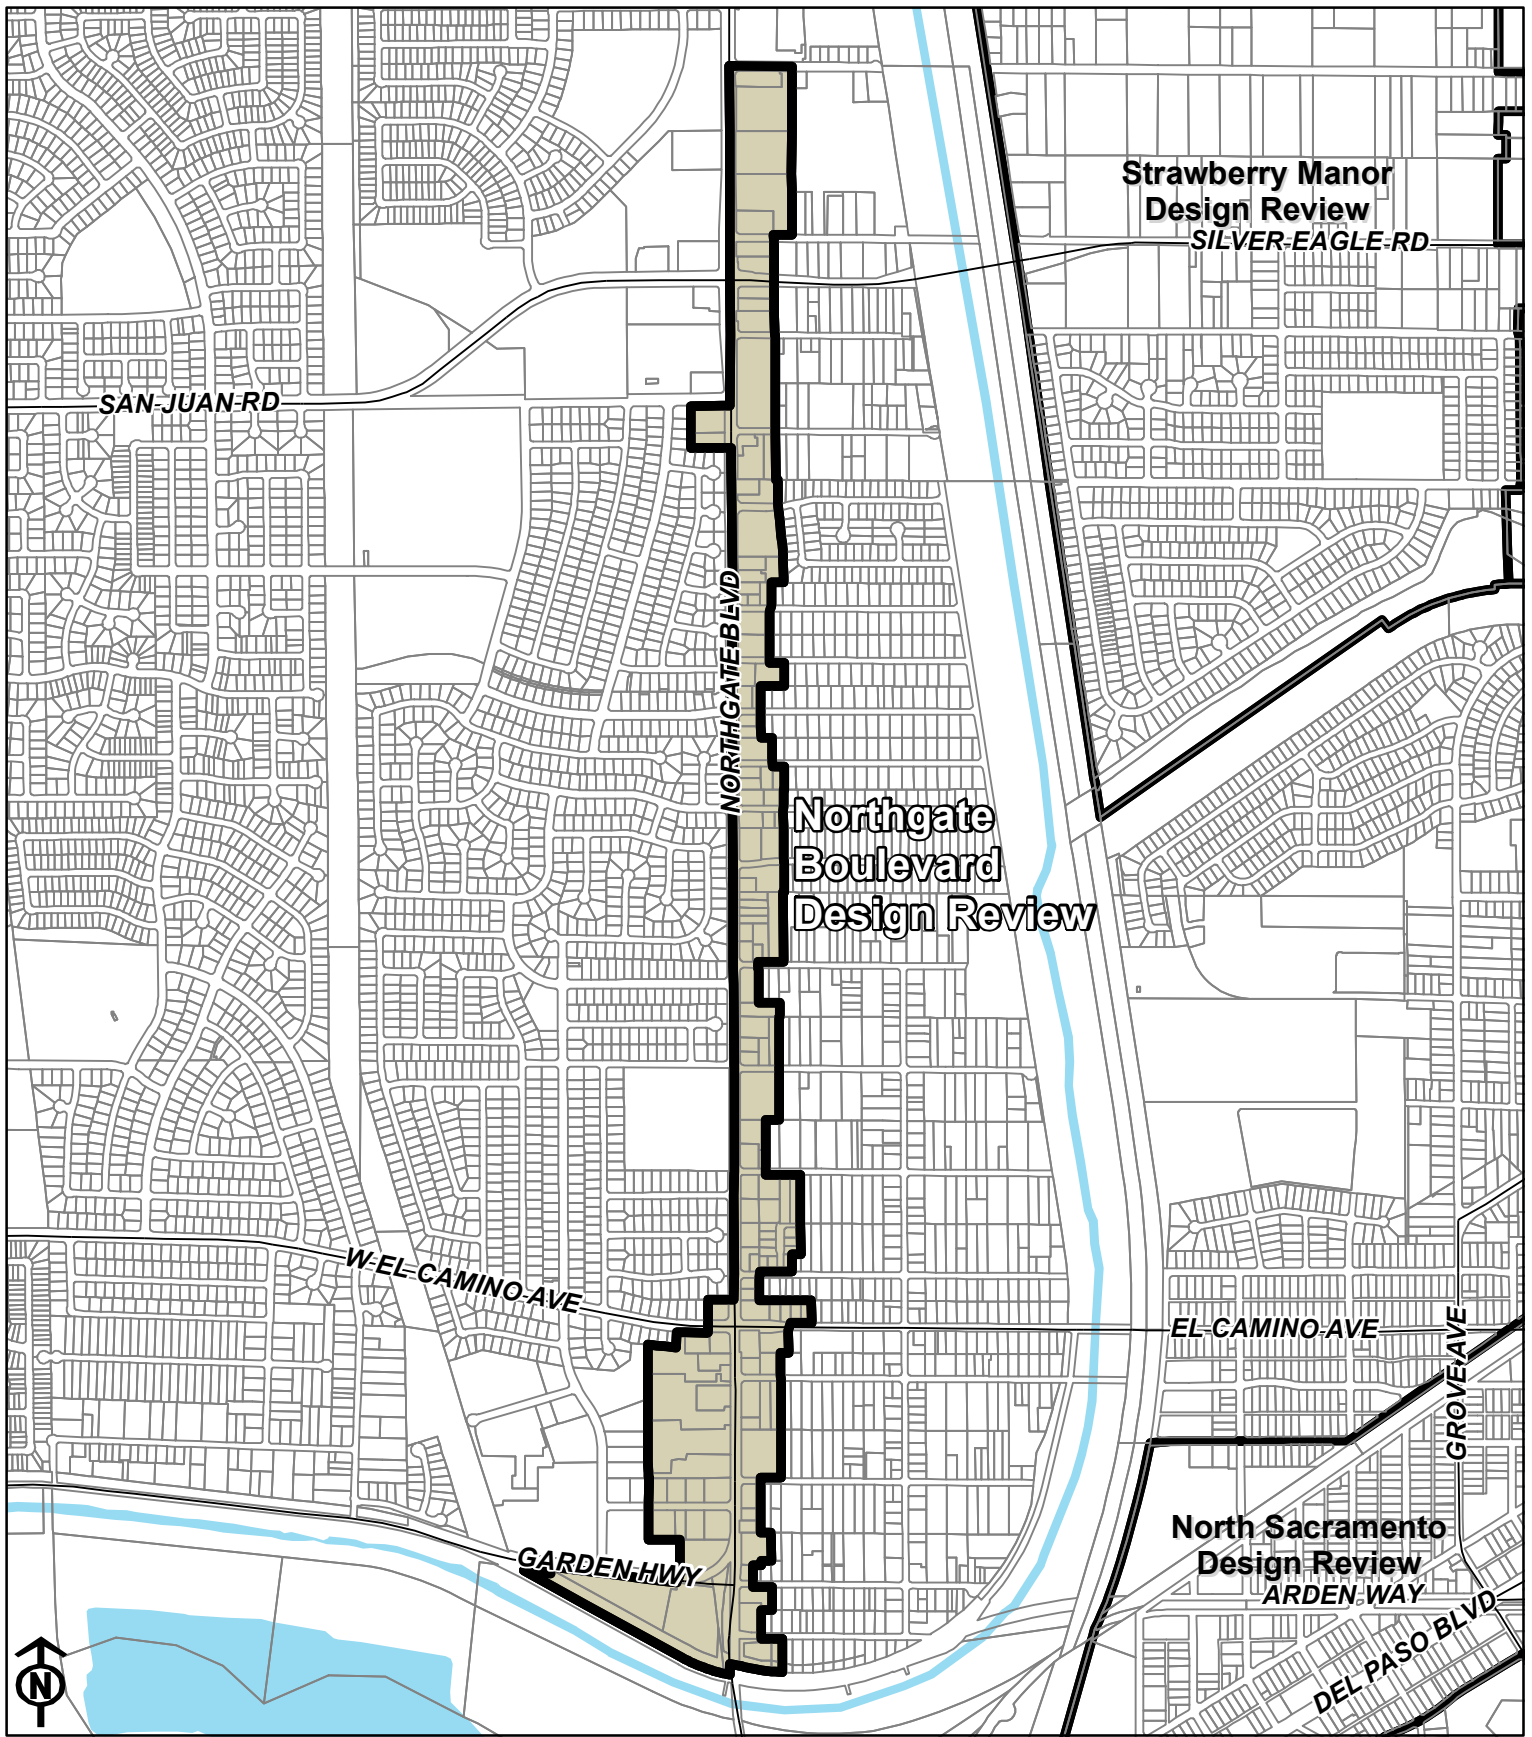 Strawberry Manor
Design Review
SILVER EAGLE RD
SAN JUAN RD
NORTHGATE BLVD
Northgate
Boulevard
Design Review
W EL CAMINO AVE
EL CAMINO AVE
GROVE AVE
North Sacramento
Design Review
GARDEN HWY
ARDEN WAY
DEL PASO BLVD
N